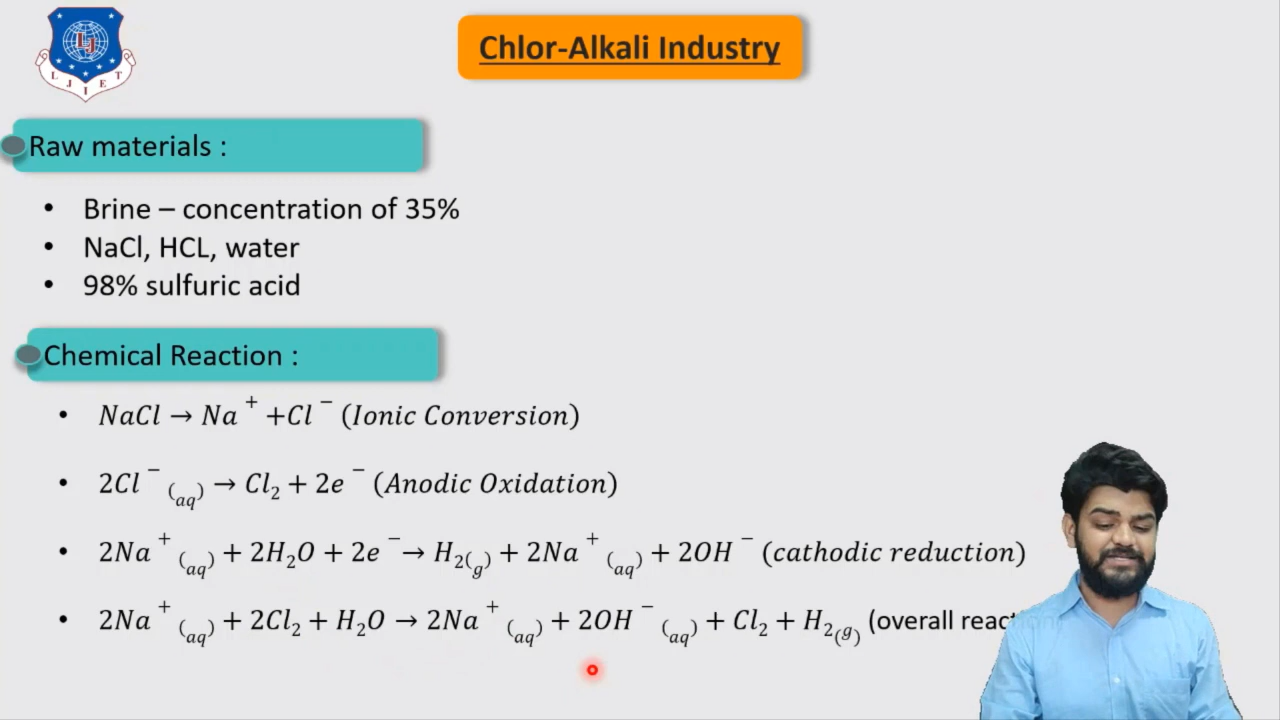 Chlor-Alkali Industry
L J I E T
Raw materials :
• Brine – concentration of 35%
• NaCl, HCL, water
• 98% sulfuric acid
Chemical Reaction :
• NaCl → Na⁺ +Cl⁻ (Ionic Conversion)
• 2Cl⁻₍aq₎ → Cl₂ + 2e⁻ (Anodic Oxidation)
• 2Na⁺₍aq₎ + 2H₂O + 2e⁻→ H₂₍g₎ + 2Na⁺₍aq₎ + 2OH⁻ (cathodic reduction)
• 2Na⁺₍aq₎ + 2Cl₂ + H₂O → 2Na⁺₍aq₎ + 2OH⁻₍aq₎ + Cl₂ + H₂₍g₎ (overall